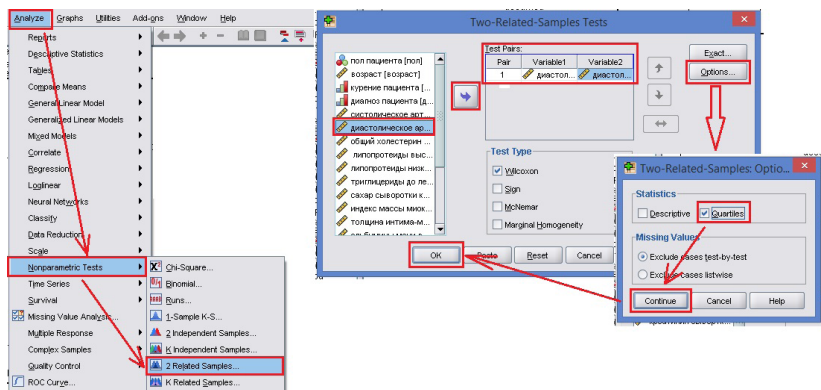 Analyze Graphs Utilities Add-ons Window Help
Reports
Descriptive Statistics
Tables
Compare Means
General Linear Model
Generalized Linear Models
Mixed Models
Correlate
Regression
Loglinear
Neural Networks
Classify
Data Reduction
Scale
Nonparametric Tests
Time Series
Survival
Missing Value Analysis...
Multiple Response
Complex Samples
Quality Control
ROC Curve...
Chi-Square...
Binomial...
Runs...
1-Sample K-S...
2 Independent Samples...
K Independent Samples...
2 Related Samples...
K Related Samples...
Two-Related-Samples Tests
пол пациента [пол]
возраст [возраст]
курение пациента [...
диагноз пациента [д...
систолическое арт...
диастолическое ар...
общий холестерин ...
липопротеиды выс...
липопротеиды низк...
триглицериды до ле...
сахар сыворотки к...
индекс массы миок...
толщина интима-м...
Test Pairs:
Pair Variable1 Variable2
1 диастол... диастол...
Exact...
Options...
Test Type
Wilcoxon
Sign
McNemar
Marginal Homogeneity
OK Paste Reset Cancel
Two-Related-Samples: Optio...
Statistics
Descriptive Quartiles
Missing Values
Exclude cases test-by-test
Exclude cases listwise
Continue Cancel Help